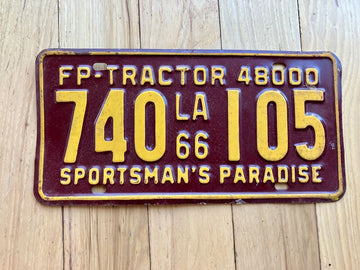 FP-TRACTOR 48000
740 LA 66 105
SPORTSMAN'S PARADISE